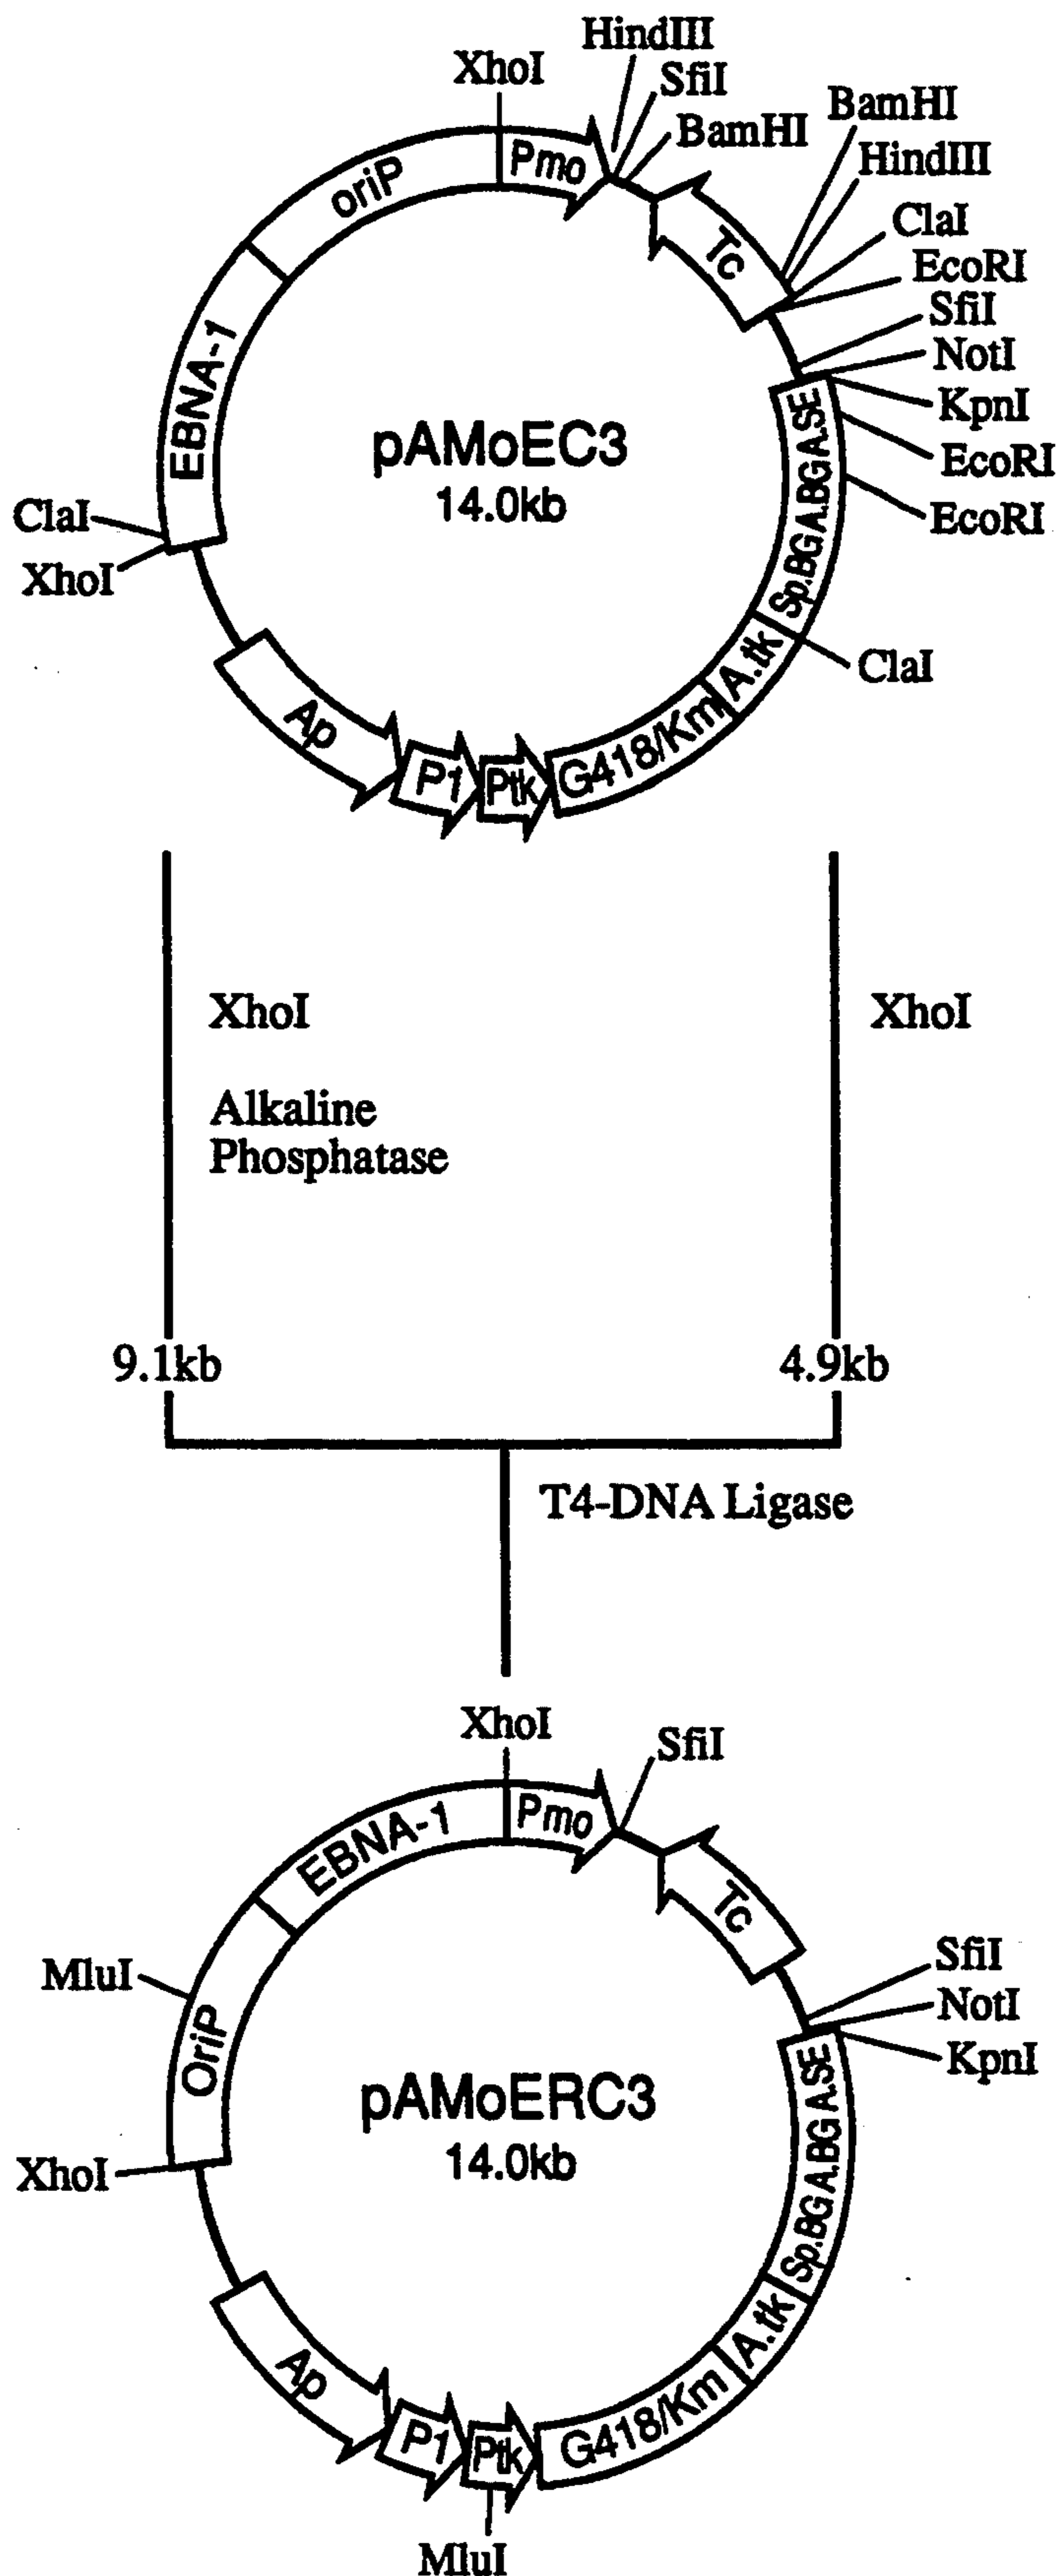 HindIII
XhoI
SfiI
BamHI
BamHI
HindIII
Pmo
oriP
Tc
ClaI
EcoRI
SfiI
NotI
KpnI
EBNA-1
pAMoEC3
14.0kb
EcoRI
EcoRI
Sp.BG A.BG A.SE
ClaI
XhoI
ClaI
A.tk
G418/Km
Ap
P1
Ptk
XhoI
XhoI
Alkaline
Phosphatase
9.1kb
4.9kb
T4-DNA Ligase
XhoI
SfiI
Pmo
EBNA-1
Tc
MluI
SfiI
NotI
KpnI
OriP
pAMoERC3
14.0kb
XhoI
Sp.BG A.BG A.SE
A.tk
G418/Km
Ap
P1
Ptk
MluI